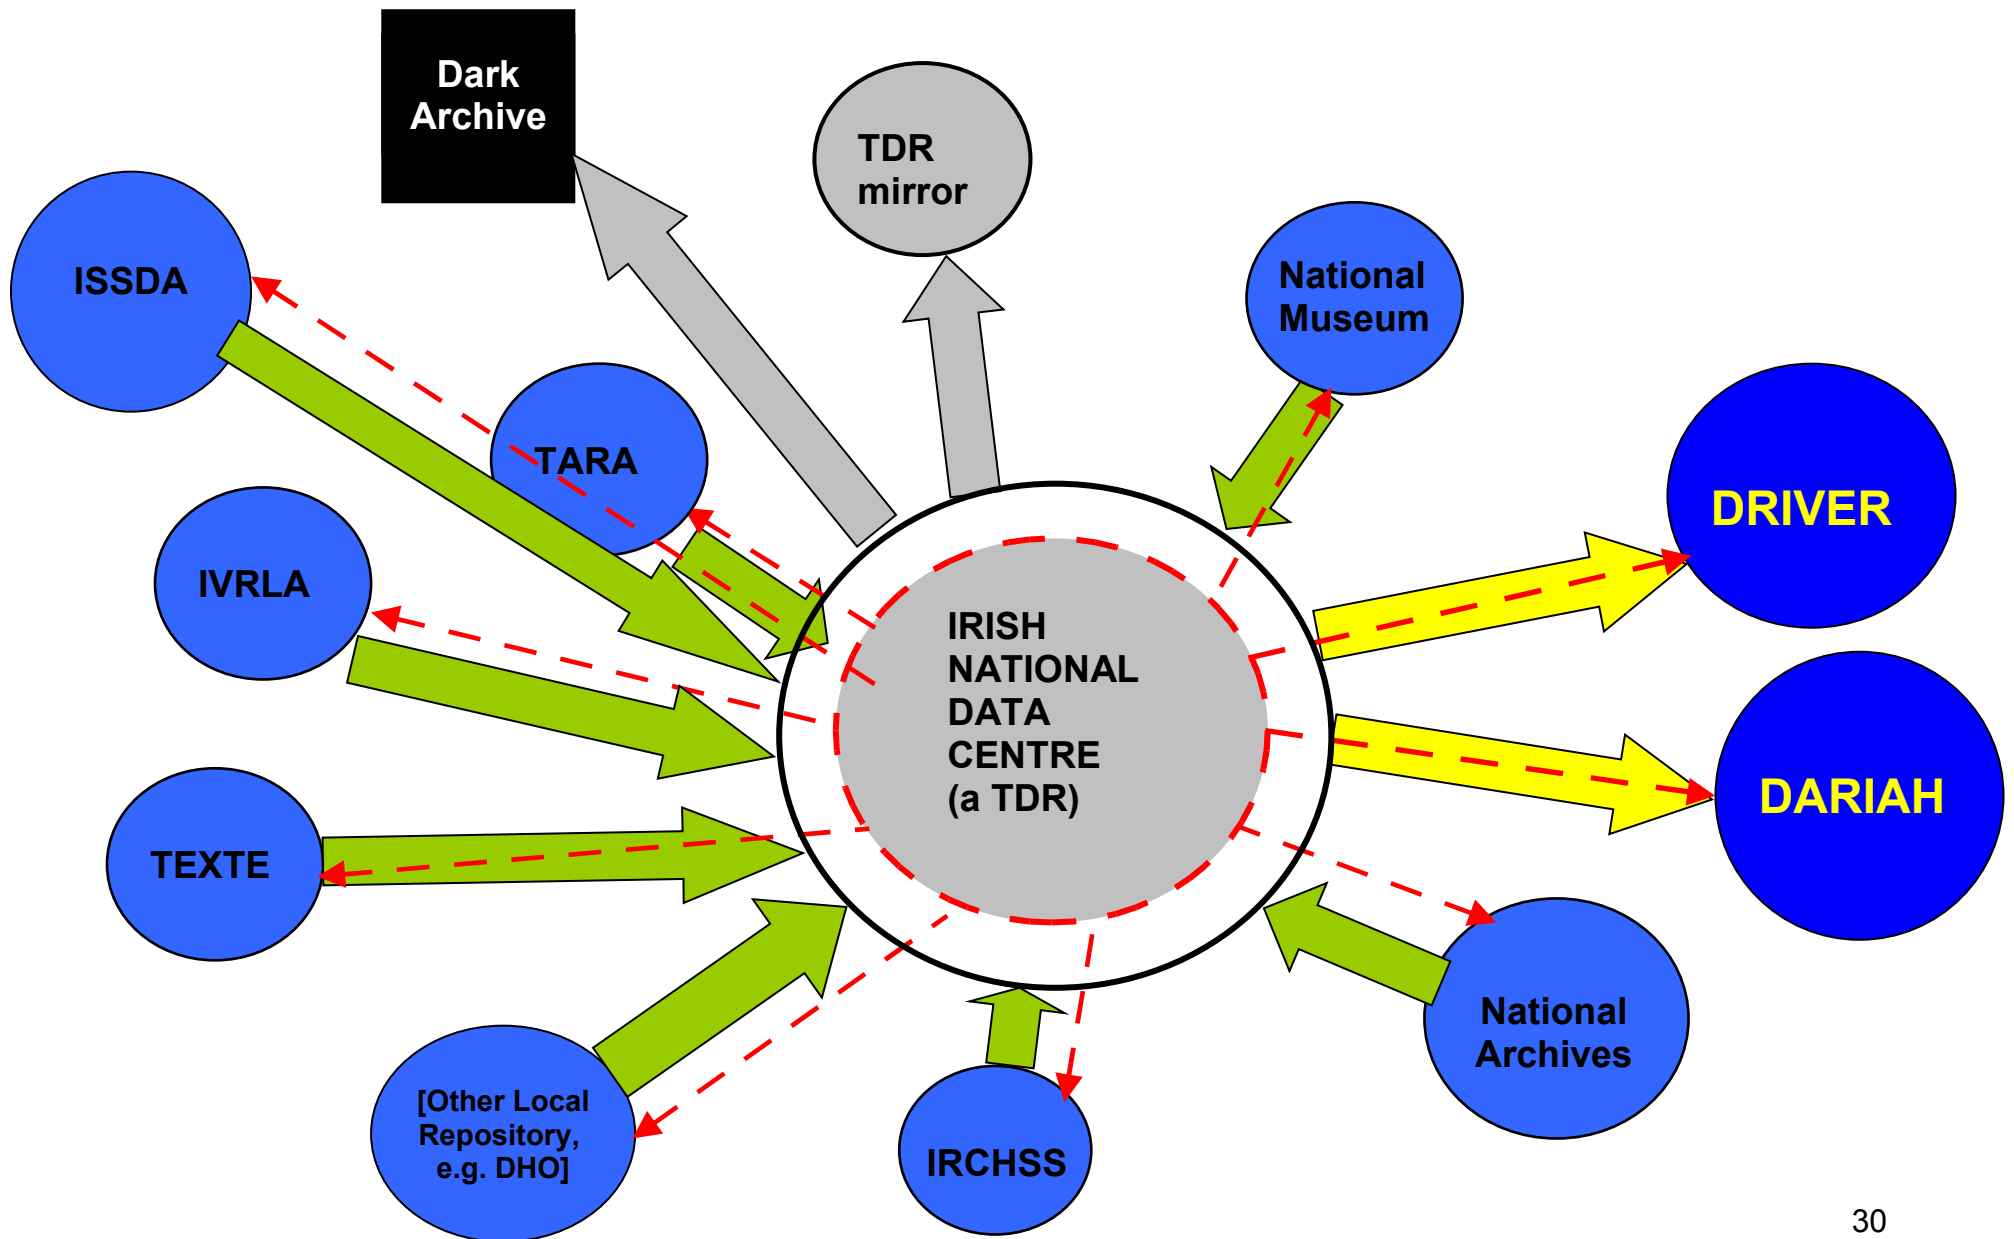 Dark
Archive
TDR
mirror
ISSDA
National
Museum
TARA
DRIVER
IVRLA
IRISH
NATIONAL
DATA
CENTRE
(a TDR)
DARIAH
TEXTE
National
Archives
[Other Local
Repository,
e.g. DHO]
IRCHSS
30